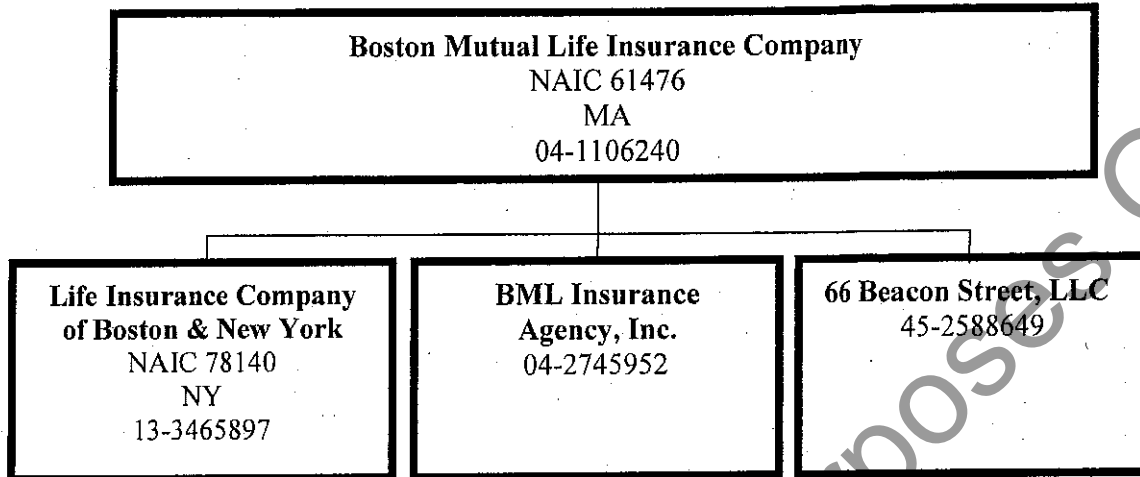 Boston Mutual Life Insurance Company
NAIC 61476
MA
04-1106240
Life Insurance Company
of Boston & New York
NAIC 78140
NY
13-3465897
BML Insurance
Agency, Inc.
04-2745952
66 Beacon Street, LLC
45-2588649